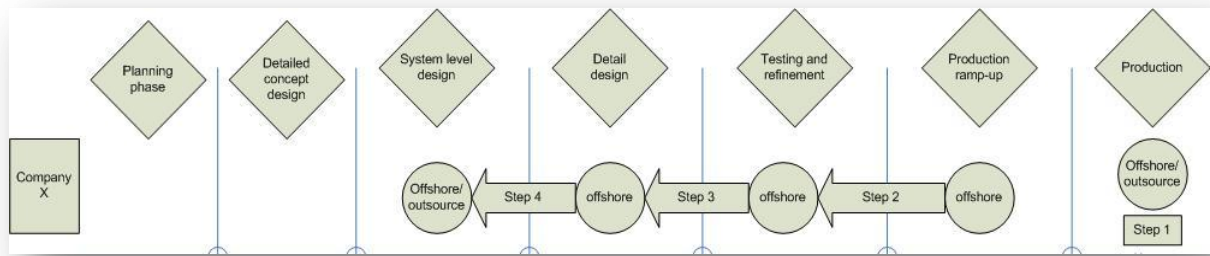 Planning
phase
Detailed
concept
design
System level
design
Detail
design
Testing and
refinement
Production
ramp-up
Production
Company
X
Offshore/
outsource
Step 4
offshore
Step 3
offshore
Step 2
offshore
Offshore/
outsource
Step 1